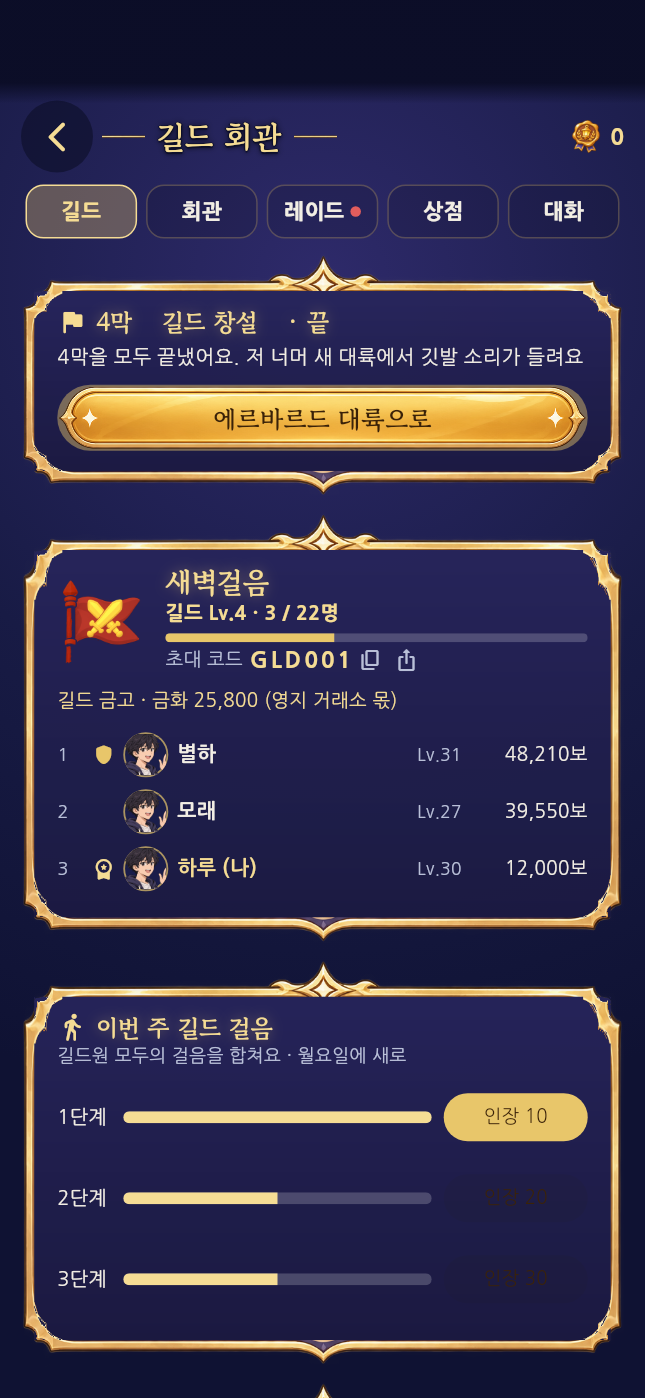 길드 회관
0
길드
회관
레이드
상점
대화
4막 길드 창설 · 끝
4막을 모두 끝냈어요. 저 너머 새 대륙에서 깃발 소리가 들려요
에르바르드 대륙으로
새벽걸음
길드 Lv.4 · 3 / 22명
초대 코드 GLD001
길드 금고 · 금화 25,800 (영지 거래소 몫)
1 별하 Lv.31 48,210보
2 모래 Lv.27 39,550보
3 하루 (나) Lv.30 12,000보
이번 주 길드 걸음
길드원 모두의 걸음을 합쳐요 · 월요일에 새로
1단계 인장 10
2단계
3단계 인장 30